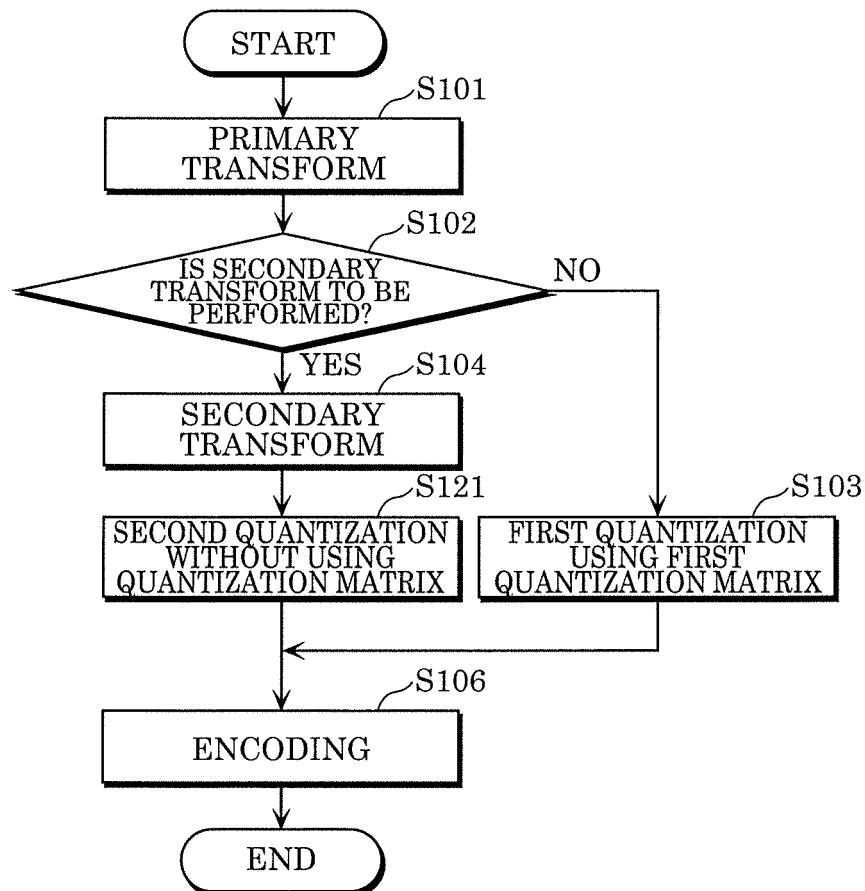 START
S101
PRIMARY
TRANSFORM
S102
IS SECONDARY
TRANSFORM TO BE
PERFORMED?
NO
YES
S104
SECONDARY
TRANSFORM
S121
SECOND QUANTIZATION
WITHOUT USING
QUANTIZATION MATRIX
S103
FIRST QUANTIZATION
USING FIRST
QUANTIZATION MATRIX
S106
ENCODING
END